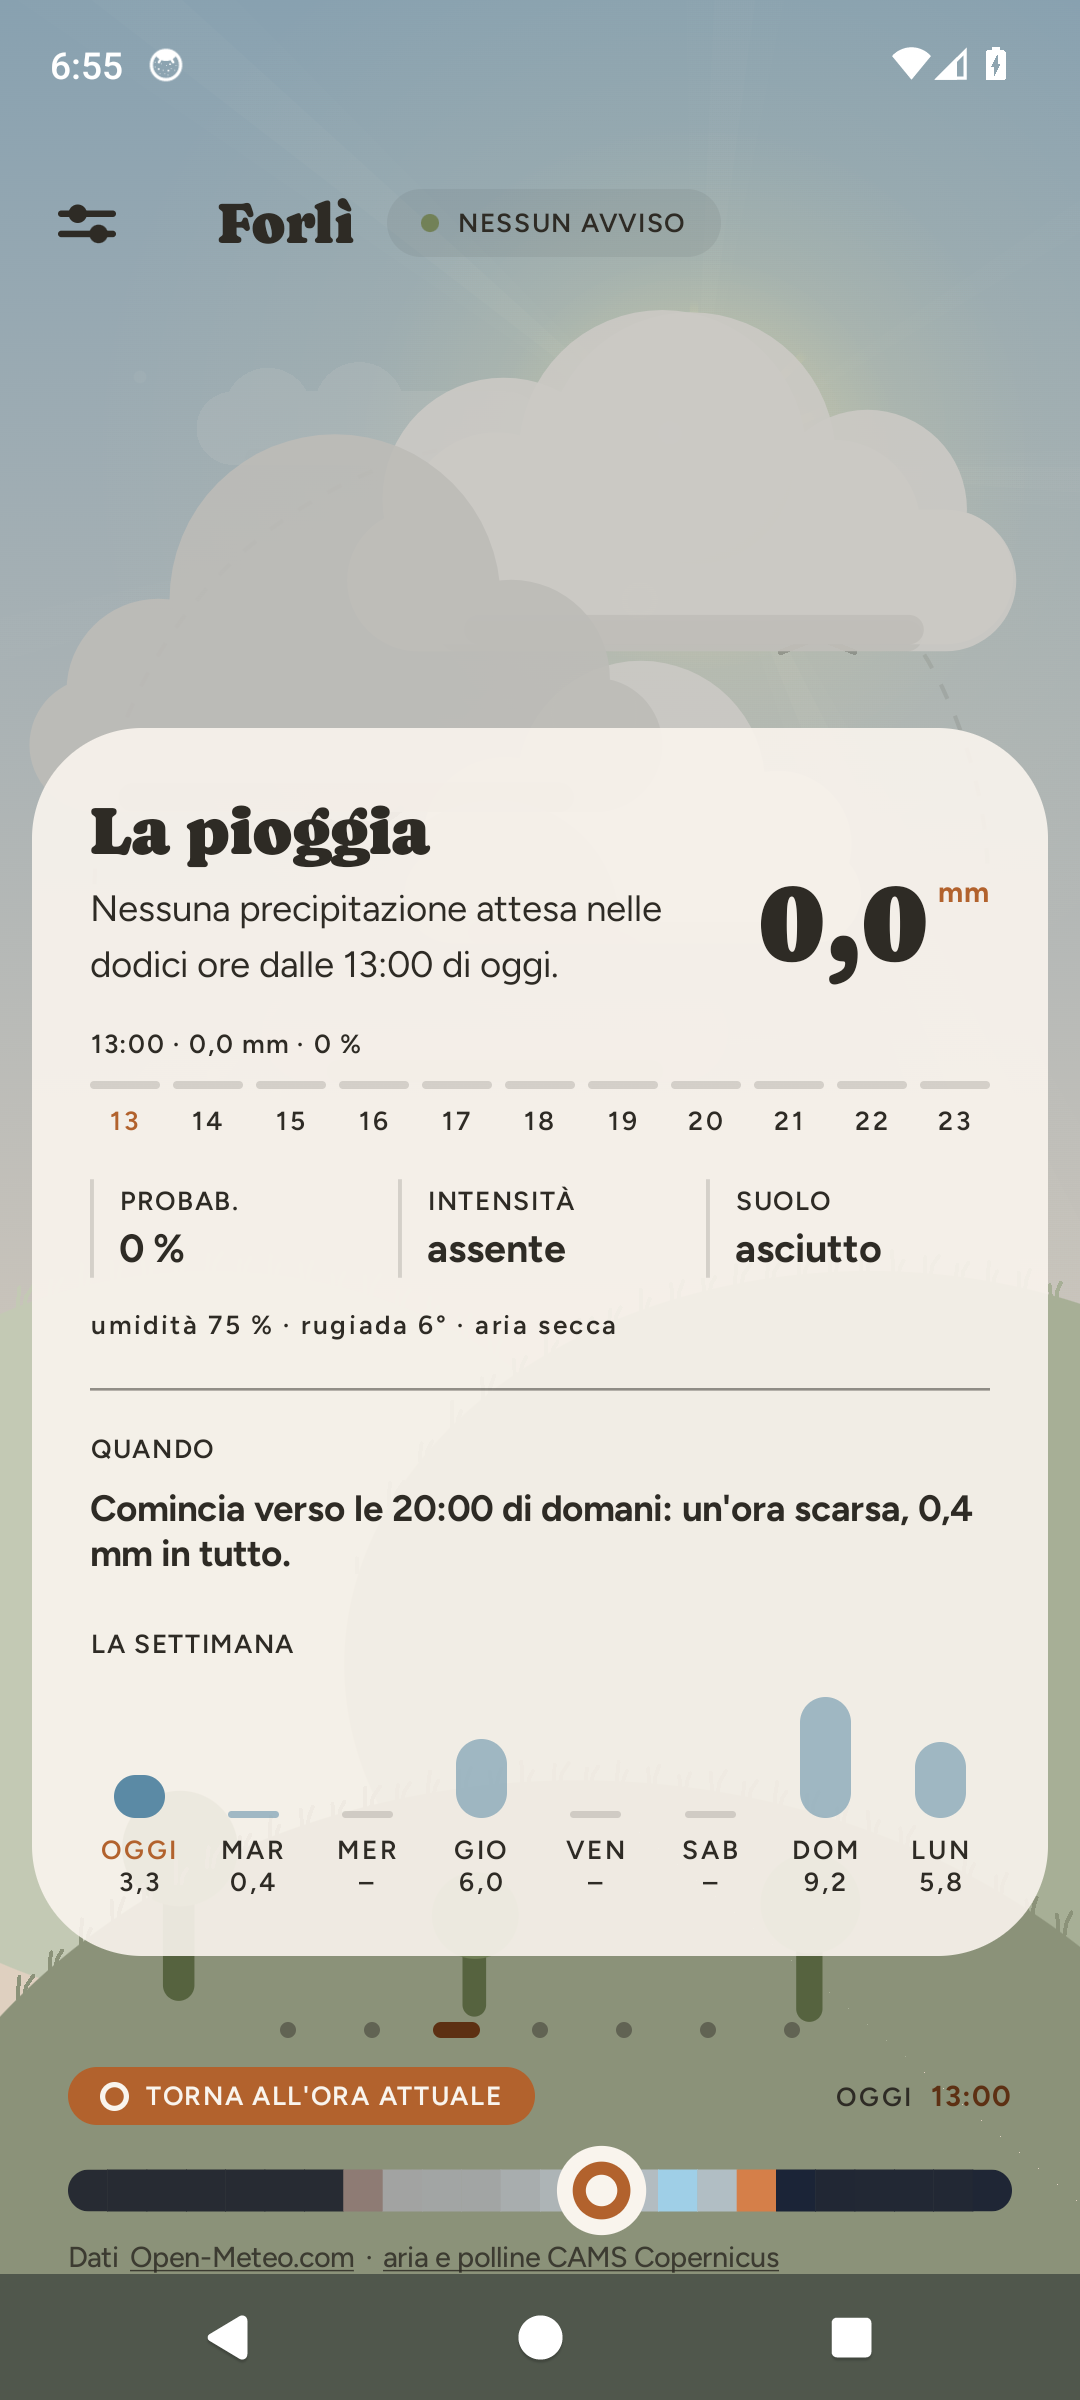 6:55
Forlì
NESSUN AVVISO
La pioggia
Nessuna precipitazione attesa nelle
dodici ore dalle 13:00 di oggi.
0,0 mm
13:00 · 0,0 mm · 0 %
13 14 15 16 17 18 19 20 21 22 23
PROBAB. INTENSITÀ SUOLO
0 % assente asciutto
umidità 75 % · rugiada 6° · aria secca
QUANDO
Comincia verso le 20:00 di domani: un'ora scarsa, 0,4
mm in tutto.
LA SETTIMANA
OGGI MAR MER GIO VEN SAB DOM LUN
3,3 0,4 – 6,0 – – 9,2 5,8
TORNA ALL'ORA ATTUALE
OGGI 13:00
Dati Open-Meteo.com · aria e polline CAMS Copernicus